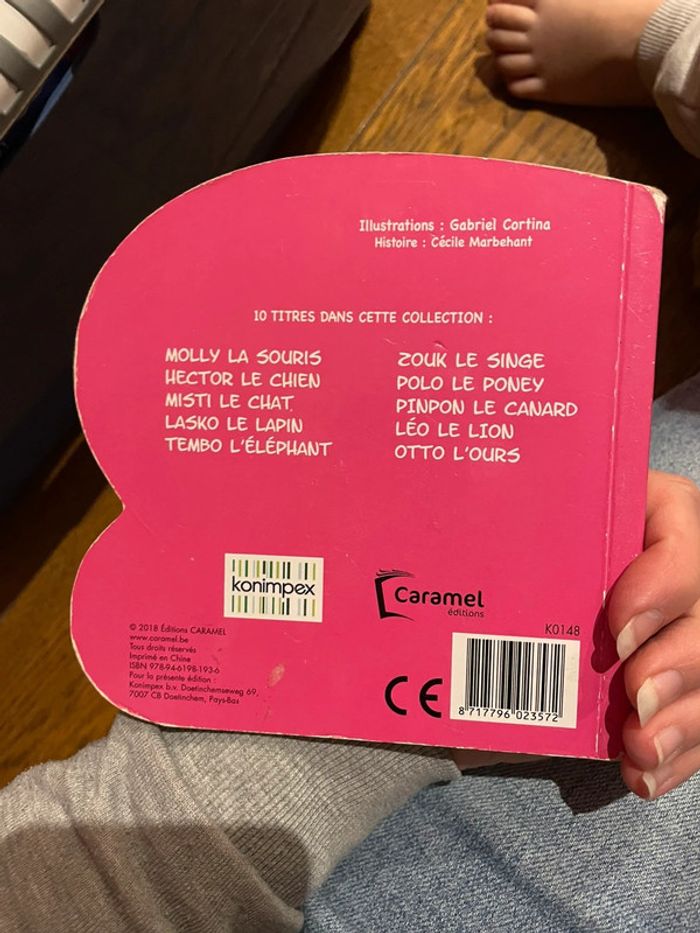 Illustrations : Gabriel Cortina
Histoire : Cécile Marbehant
10 TITRES DANS CETTE COLLECTION :
MOLLY LA SOURIS
HECTOR LE CHIEN
MISTI LE CHAT
LASKO LE LAPIN
TEMBO L'ÉLÉPHANT
ZOUK LE SINGE
POLO LE PONEY
PINPON LE CANARD
LÉO LE LION
OTTO L'OURS
konimpex
Caramel
éditions
© 2018 Éditions CARAMEL
www.caramel.be
Tous droits réservés
Imprimé en Chine
ISBN 978-94-6198-193-6
Pour la présente édition :
Konimpex b.v. Doetinchemseweg 69,
7007 CB Doetinchem, Pays-Bas
CE
K0148
8 717796 023572